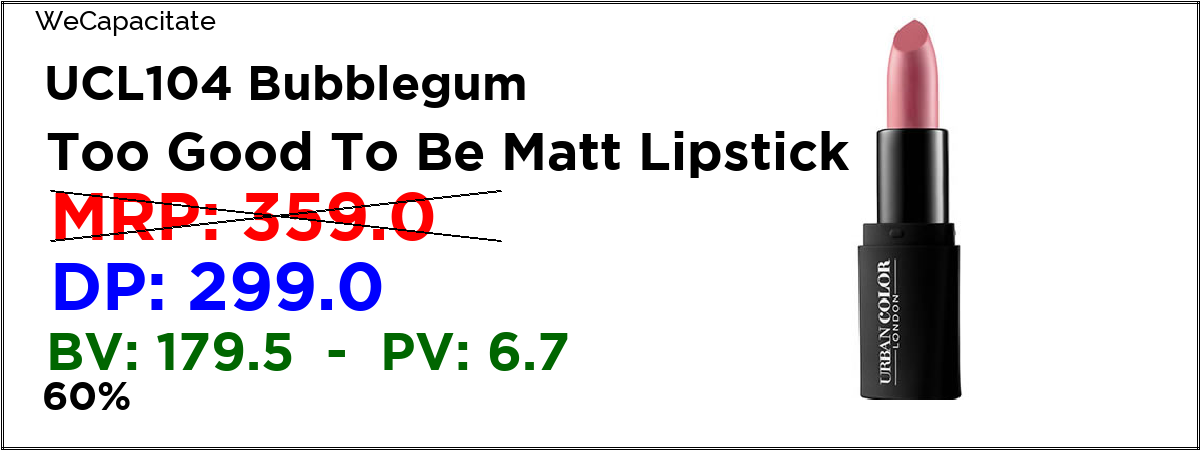 WeCapacitate
UCL104 Bubblegum
Too Good To Be Matt Lipstick
MRP: 359.0
DP: 299.0
BV: 179.5 - PV: 6.7
60%
URBAN COLOR
LONDON